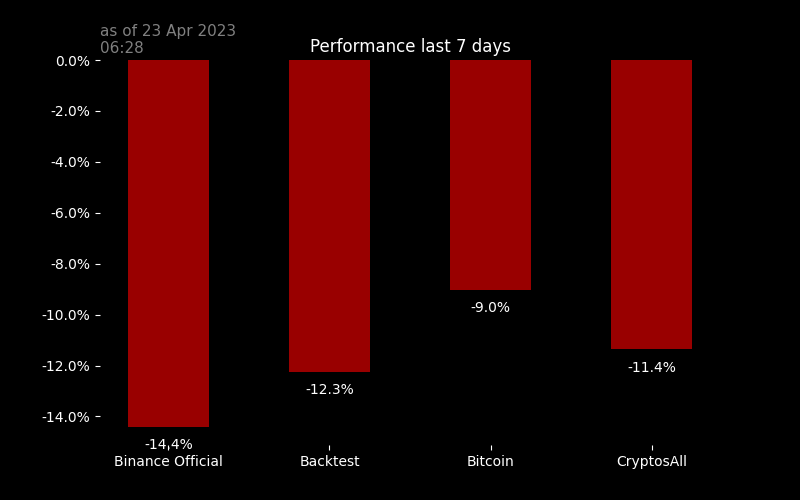 as of 23 Apr 2023
06:28
Performance last 7 days
0.0%
-2.0%
-4.0%
-6.0%
-8.0%
-10.0%
-12.0%
-14.0%
-14.4%
-12.3%
-9.0%
-11.4%
Binance Official
Backtest
Bitcoin
CryptosAll